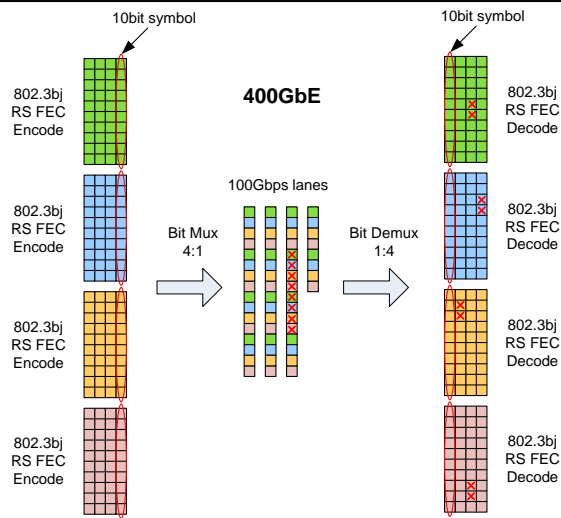 10bit symbol
10bit symbol
802.3bj
RS FEC
Encode
400GbE
802.3bj
RS FEC
Decode
100Gbps lanes
802.3bj
RS FEC
Encode
Bit Mux
4:1
Bit Demux
1:4
802.3bj
RS FEC
Decode
802.3bj
RS FEC
Encode
802.3bj
RS FEC
Decode
802.3bj
RS FEC
Encode
802.3bj
RS FEC
Decode